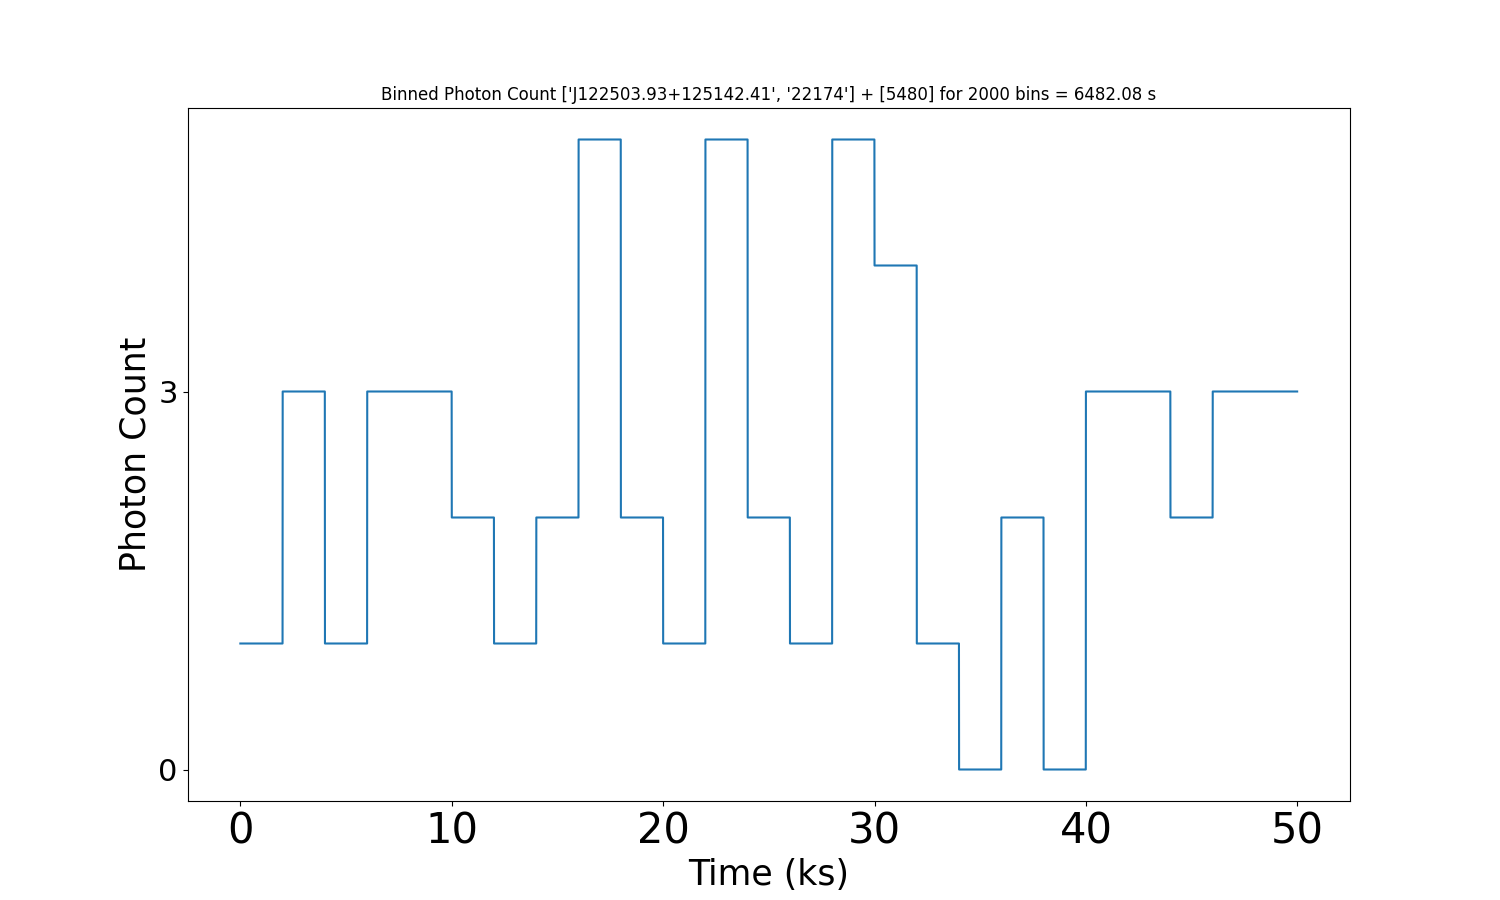 Binned Photon Count ['J122503.93+125142.41', '22174'] + [5480] for 2000 bins = 6482.08 s
Photon Count
3
0
0 10 20 30 40 50
Time (ks)